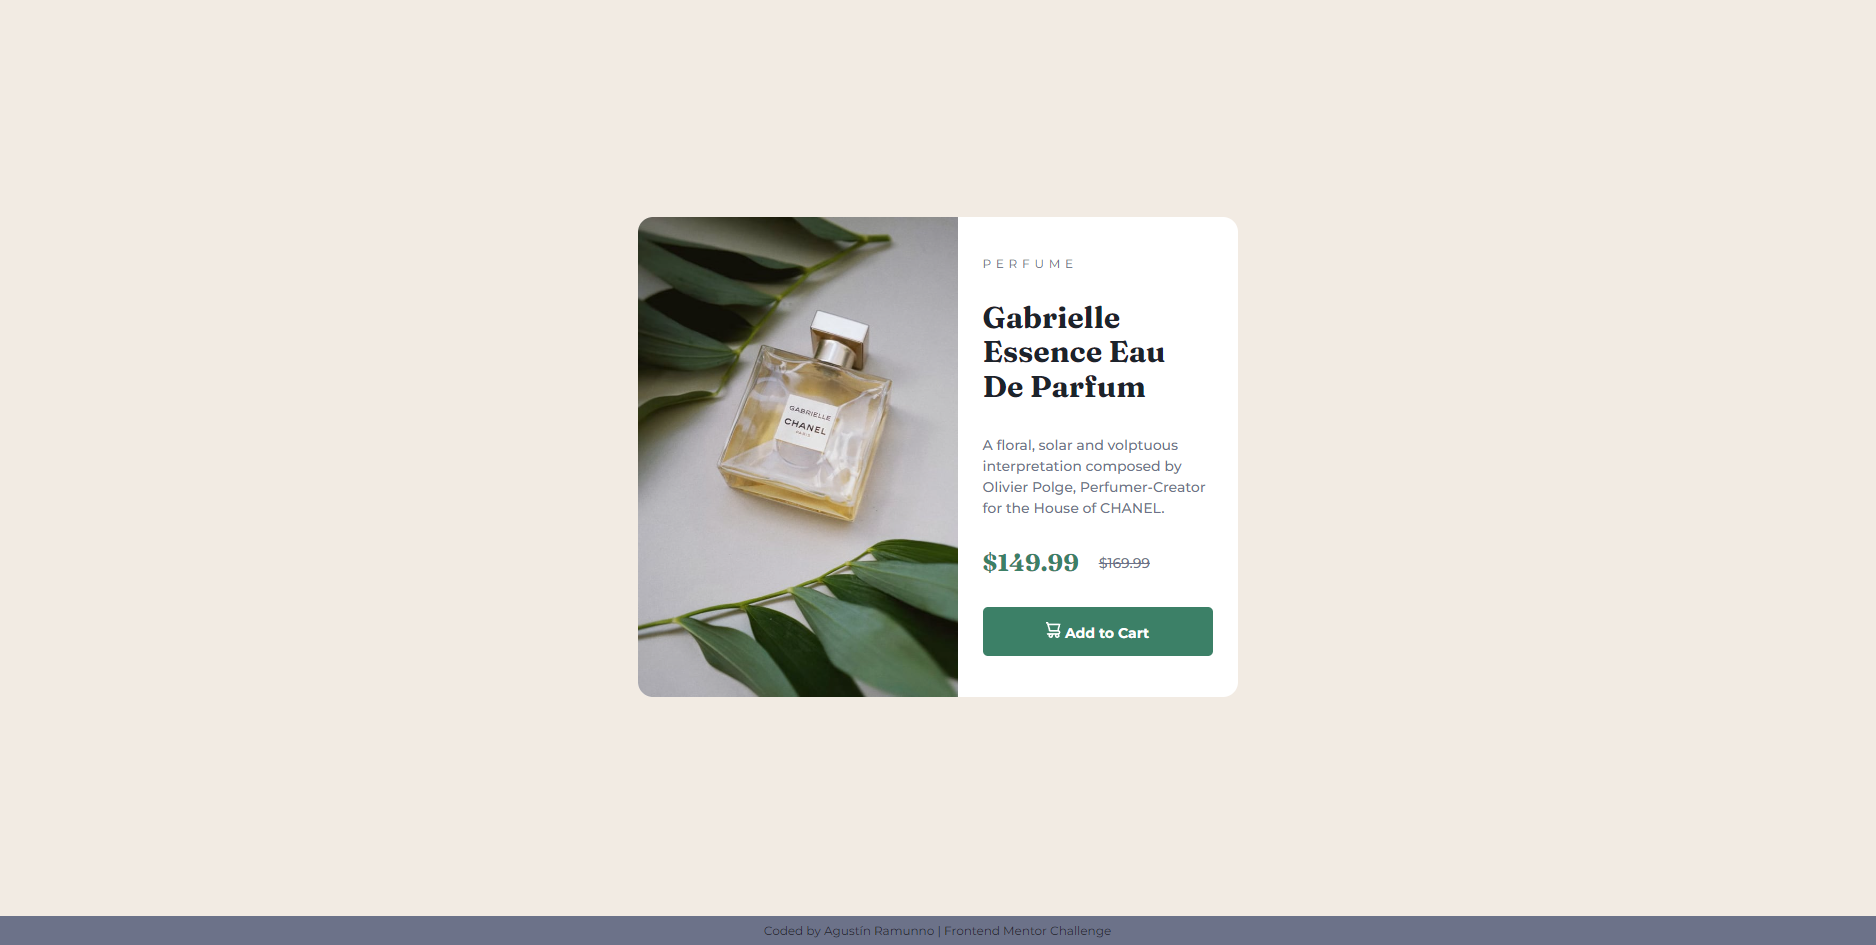 PERFUME
Gabrielle
Essence Eau
De Parfum
GABRIELLE
CHANEL
PARIS
A floral, solar and volptuous
interpretation composed by
Olivier Polge, Perfumer-Creator
for the House of CHANEL.
$149.99 $169.99
Add to Cart
Coded by Agustín Ramunno | Frontend Mentor Challenge